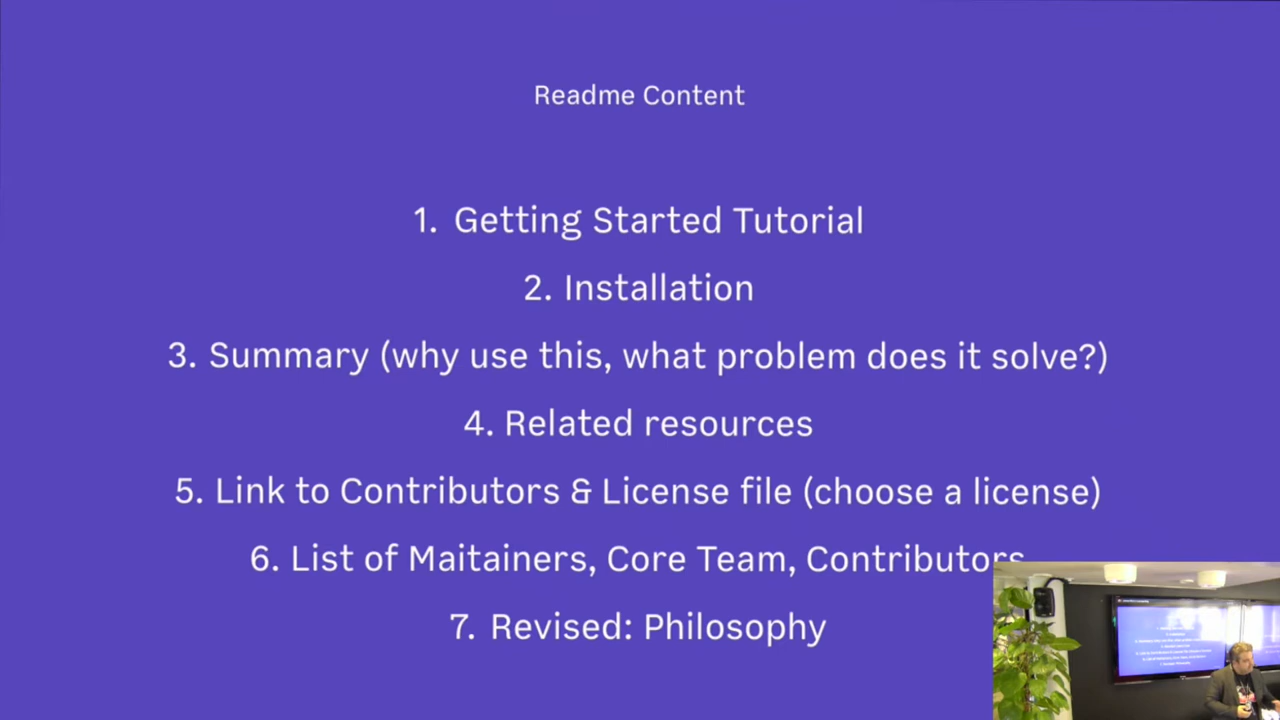 Readme Content
1. Getting Started Tutorial
2. Installation
3. Summary (why use this, what problem does it solve?)
4. Related resources
5. Link to Contributors & License file (choose a license)
6. List of Maitainers, Core Team, Contributors
7. Revised: Philosophy